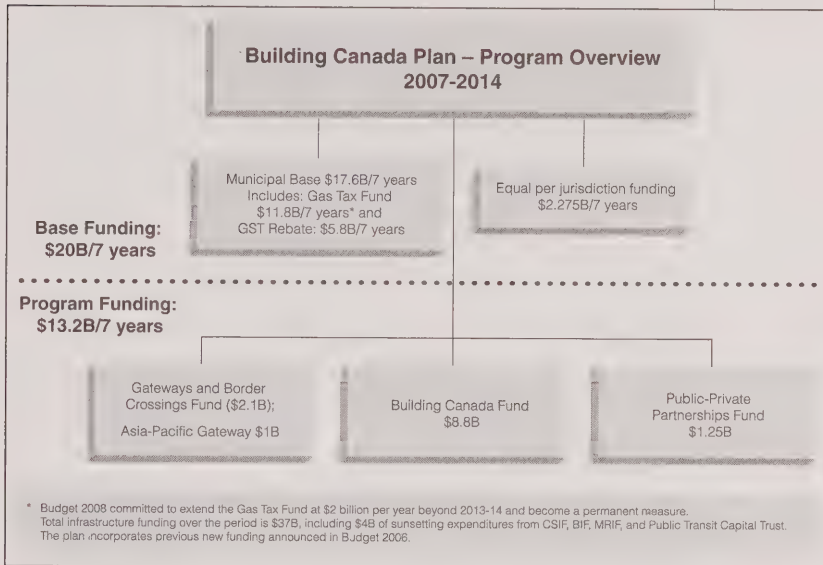 Building Canada Plan – Program Overview
2007-2014
Municipal Base $17.6B/7 years
Includes: Gas Tax Fund
$11.8B/7 years* and
GST Rebate: $5.8B/7 years
Equal per jurisdiction funding
$2.275B/7 years
Base Funding:
$20B/7 years
Program Funding:
$13.2B/7 years
Gateways and Border
Crossings Fund ($2.1B);
Asia-Pacific Gateway $1B
Building Canada Fund
$8.8B
Public-Private
Partnerships Fund
$1.25B
* Budget 2008 committed to extend the Gas Tax Fund at $2 billion per year beyond 2013-14 and become a permanent measure.
Total infrastructure funding over the period is $37B, including $4B of sunsetting expenditures from CSIF, BIF, MRIF, and Public Transit Capital Trust.
The plan incorporates previous new funding announced in Budget 2006.